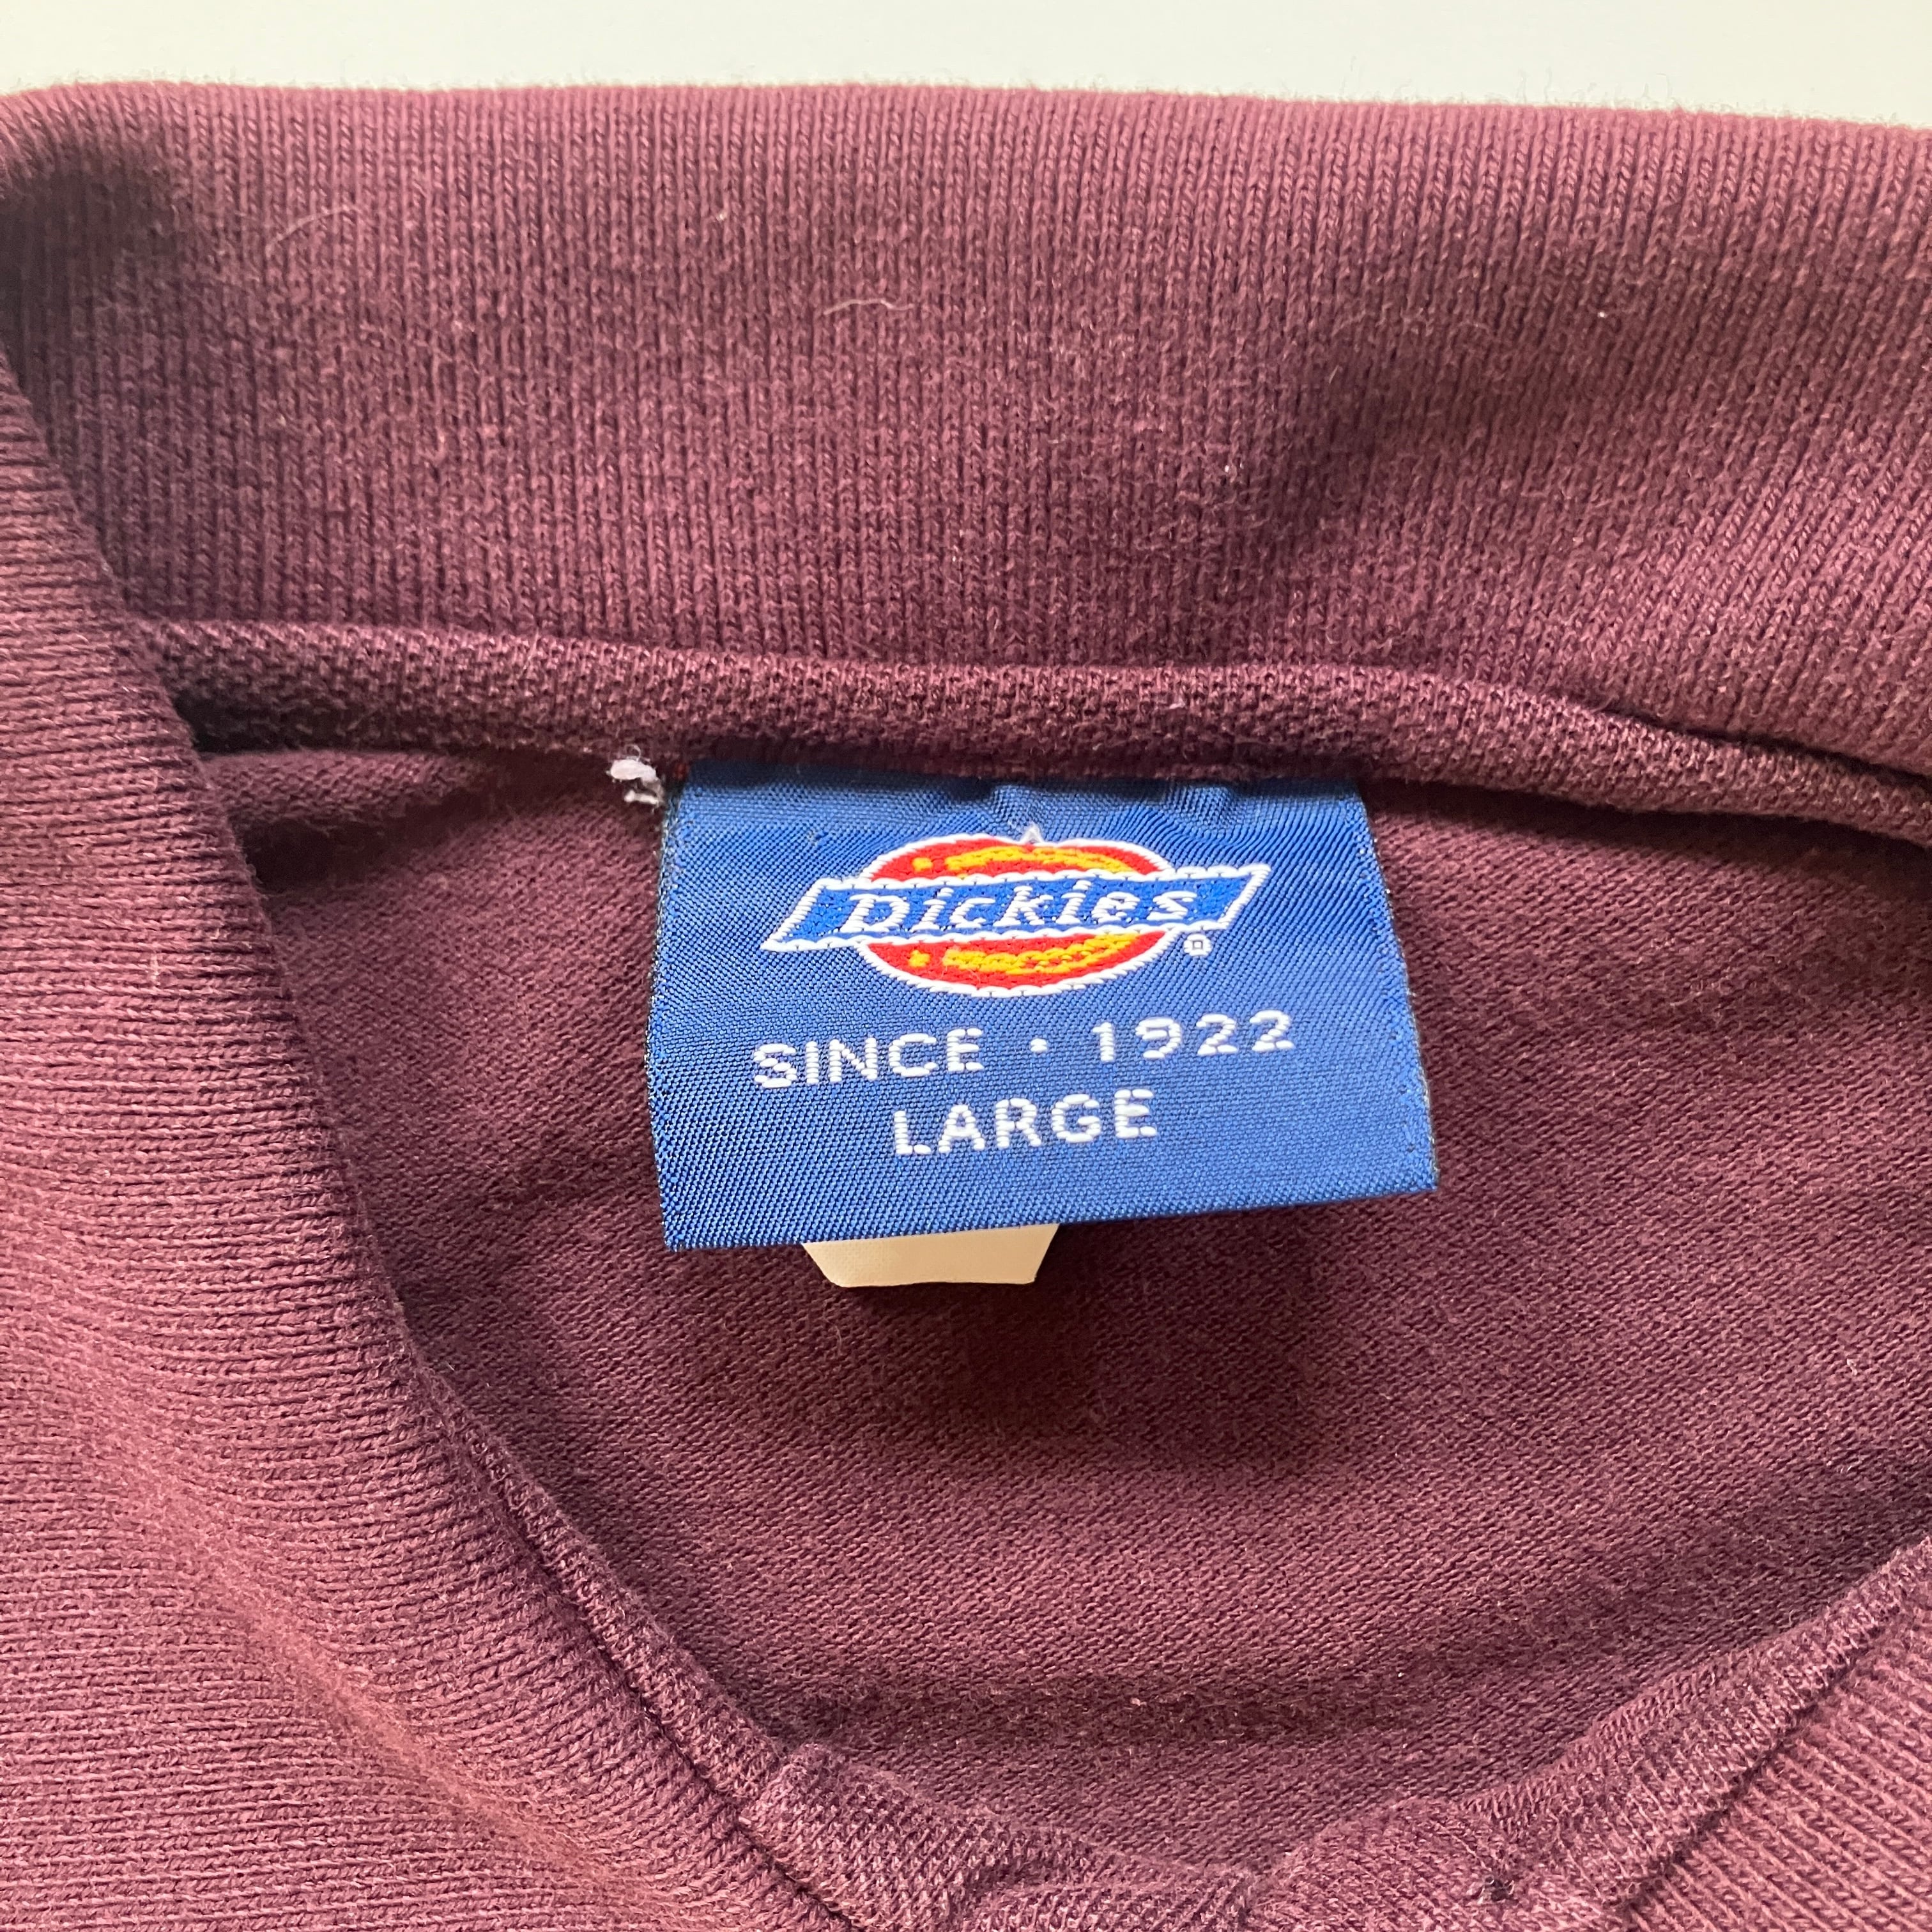 Dickies
SINCE • 1922
LARGE